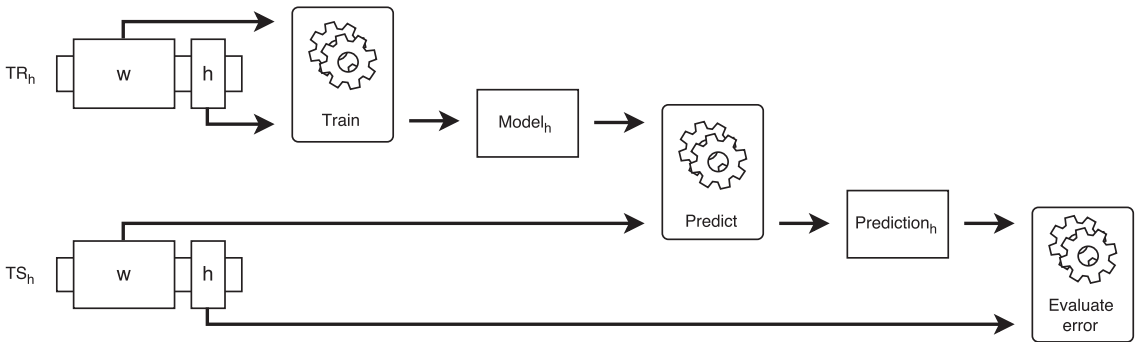 TRh
w
h
Train
Modelh
Predict
Predictionh
TSh
w
h
Evaluate
error